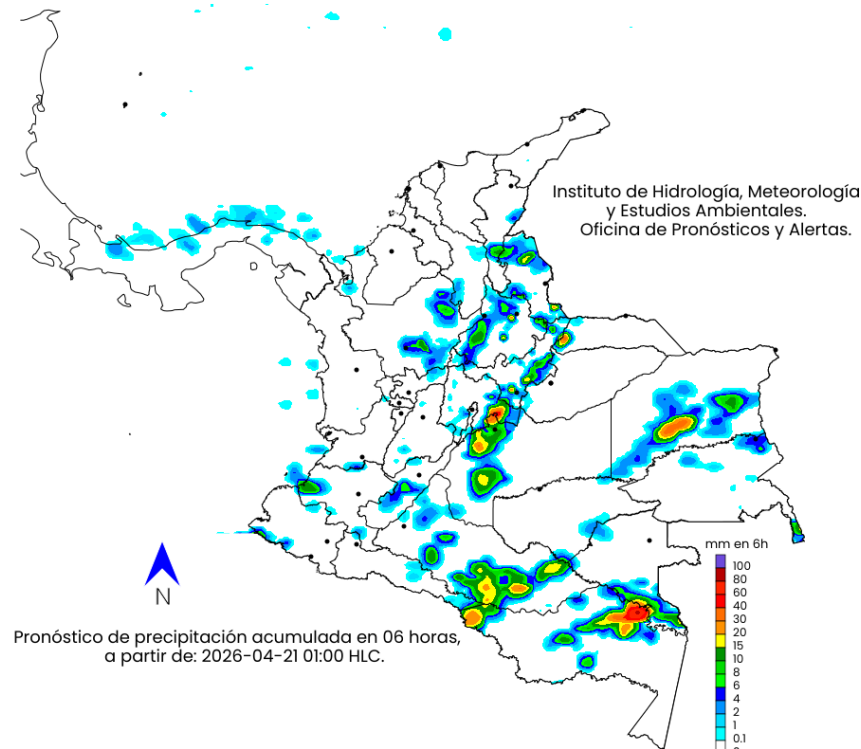 Instituto de Hidrología, Meteorología
y Estudios Ambientales.
Oficina de Pronósticos y Alertas.
N
Pronóstico de precipitación acumulada en 06 horas,
a partir de: 2026-04-21 01:00 HLC.
mm en 6h
100
80
60
40
30
20
15
10
8
6
4
2
1
0.1